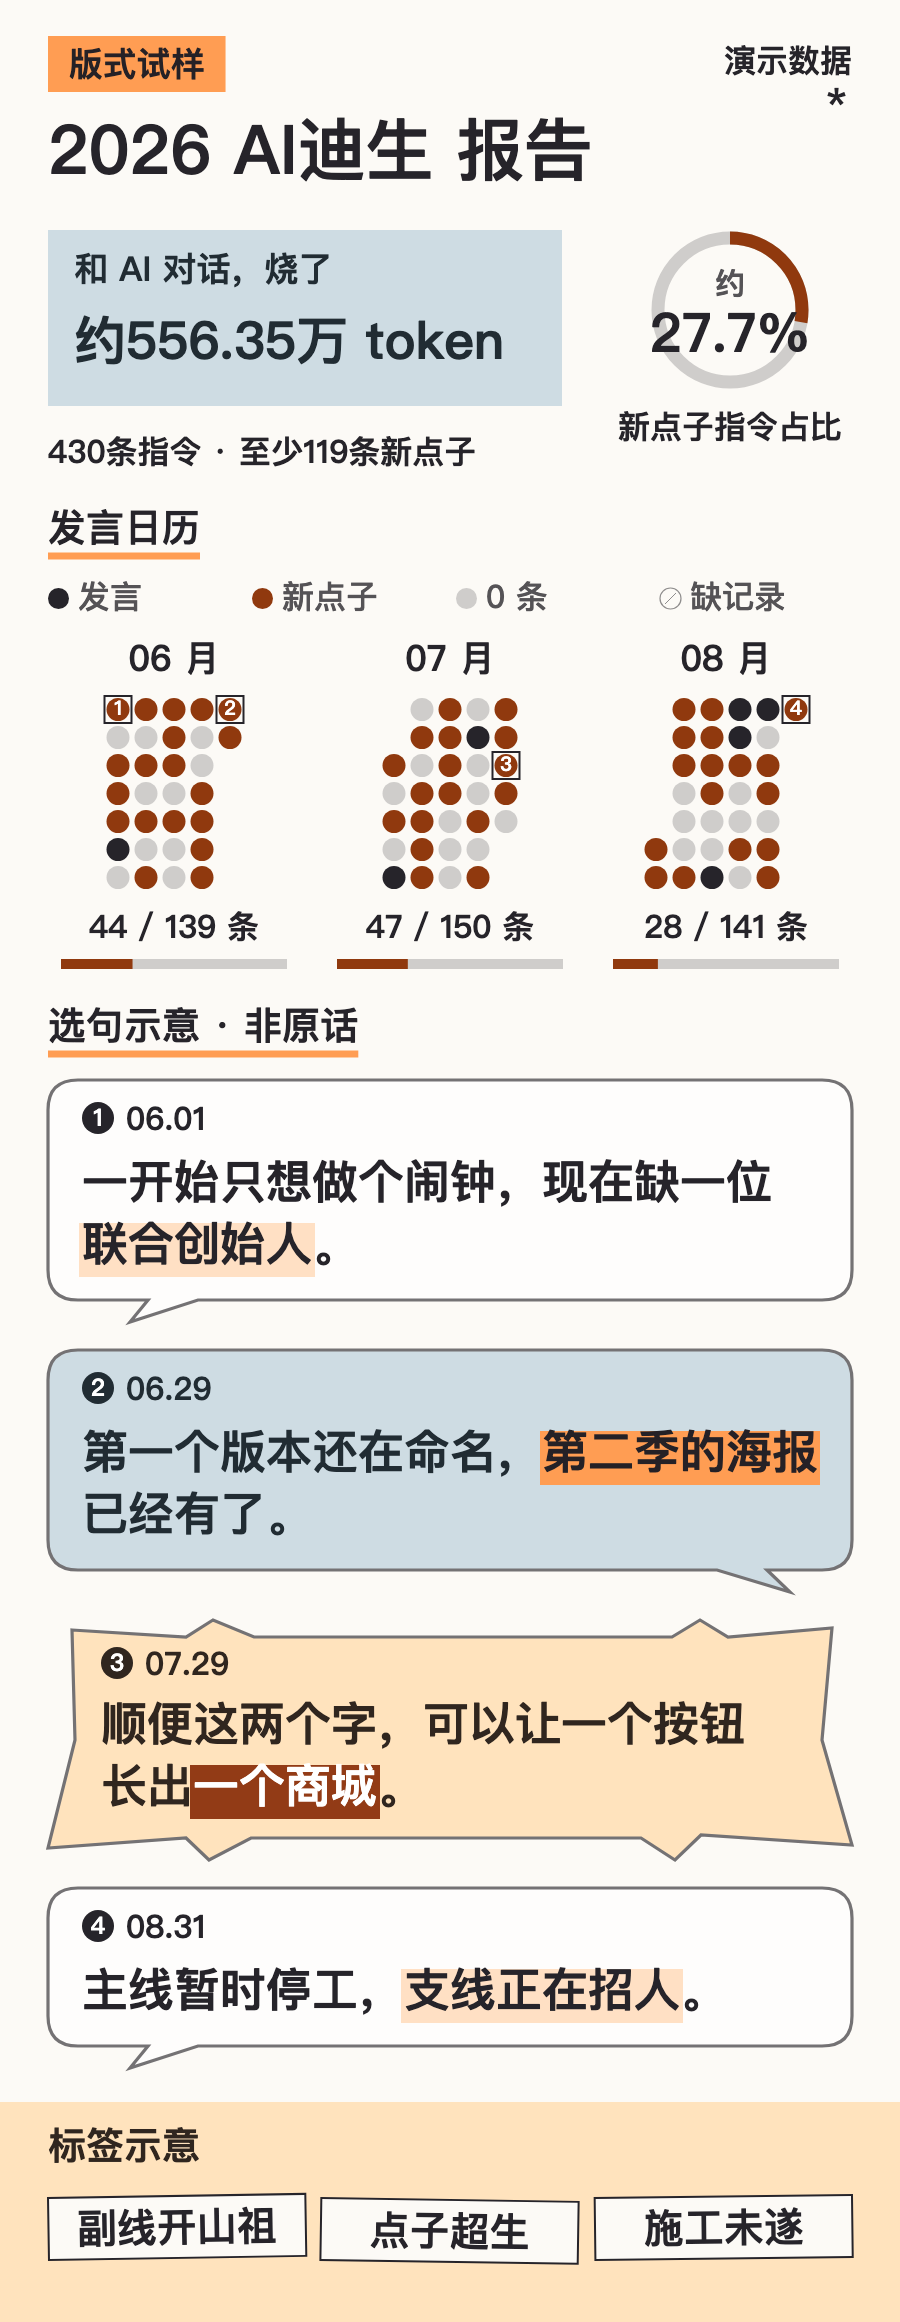 版式试样
演示数据
*
2026 AI迪生 报告
和 AI 对话，烧了
约556.35万 token
约
27.7%
新点子指令占比
430条指令 · 至少119条新点子
发言日历
发言
新点子
0 条
缺记录
06 月
07 月
08 月
1
2
3
4
44 / 139 条
47 / 150 条
28 / 141 条
选句示意 · 非原话
1 06.01
一开始只想做个闹钟，现在缺一位
联合创始人。
2 06.29
第一个版本还在命名，第二季的海报
已经有了。
3 07.29
顺便这两个字，可以让一个按钮
长出一个商城。
4 08.31
主线暂时停工，支线正在招人。
标签示意
副线开山祖
点子超生
施工未遂